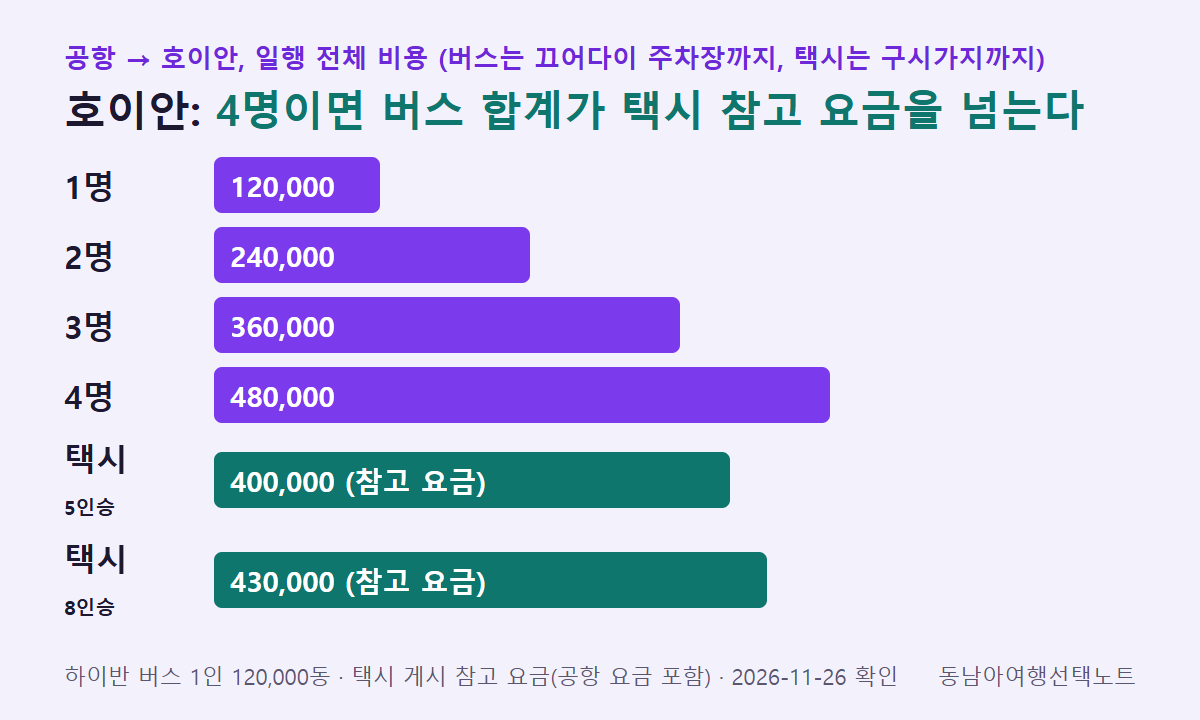 공항 → 호이안, 일행 전체 비용 (버스는 끄어다이 주차장까지, 택시는 구시가지까지)
호이안: 4명이면 버스 합계가 택시 참고 요금을 넘는다
1명 120,000
2명 240,000
3명 360,000
4명 480,000
택시
5인승
400,000 (참고 요금)
택시
8인승
430,000 (참고 요금)
하이반 버스 1인 120,000동 · 택시 게시 참고 요금(공항 요금 포함) · 2026-11-26 확인
동남아여행선택노트